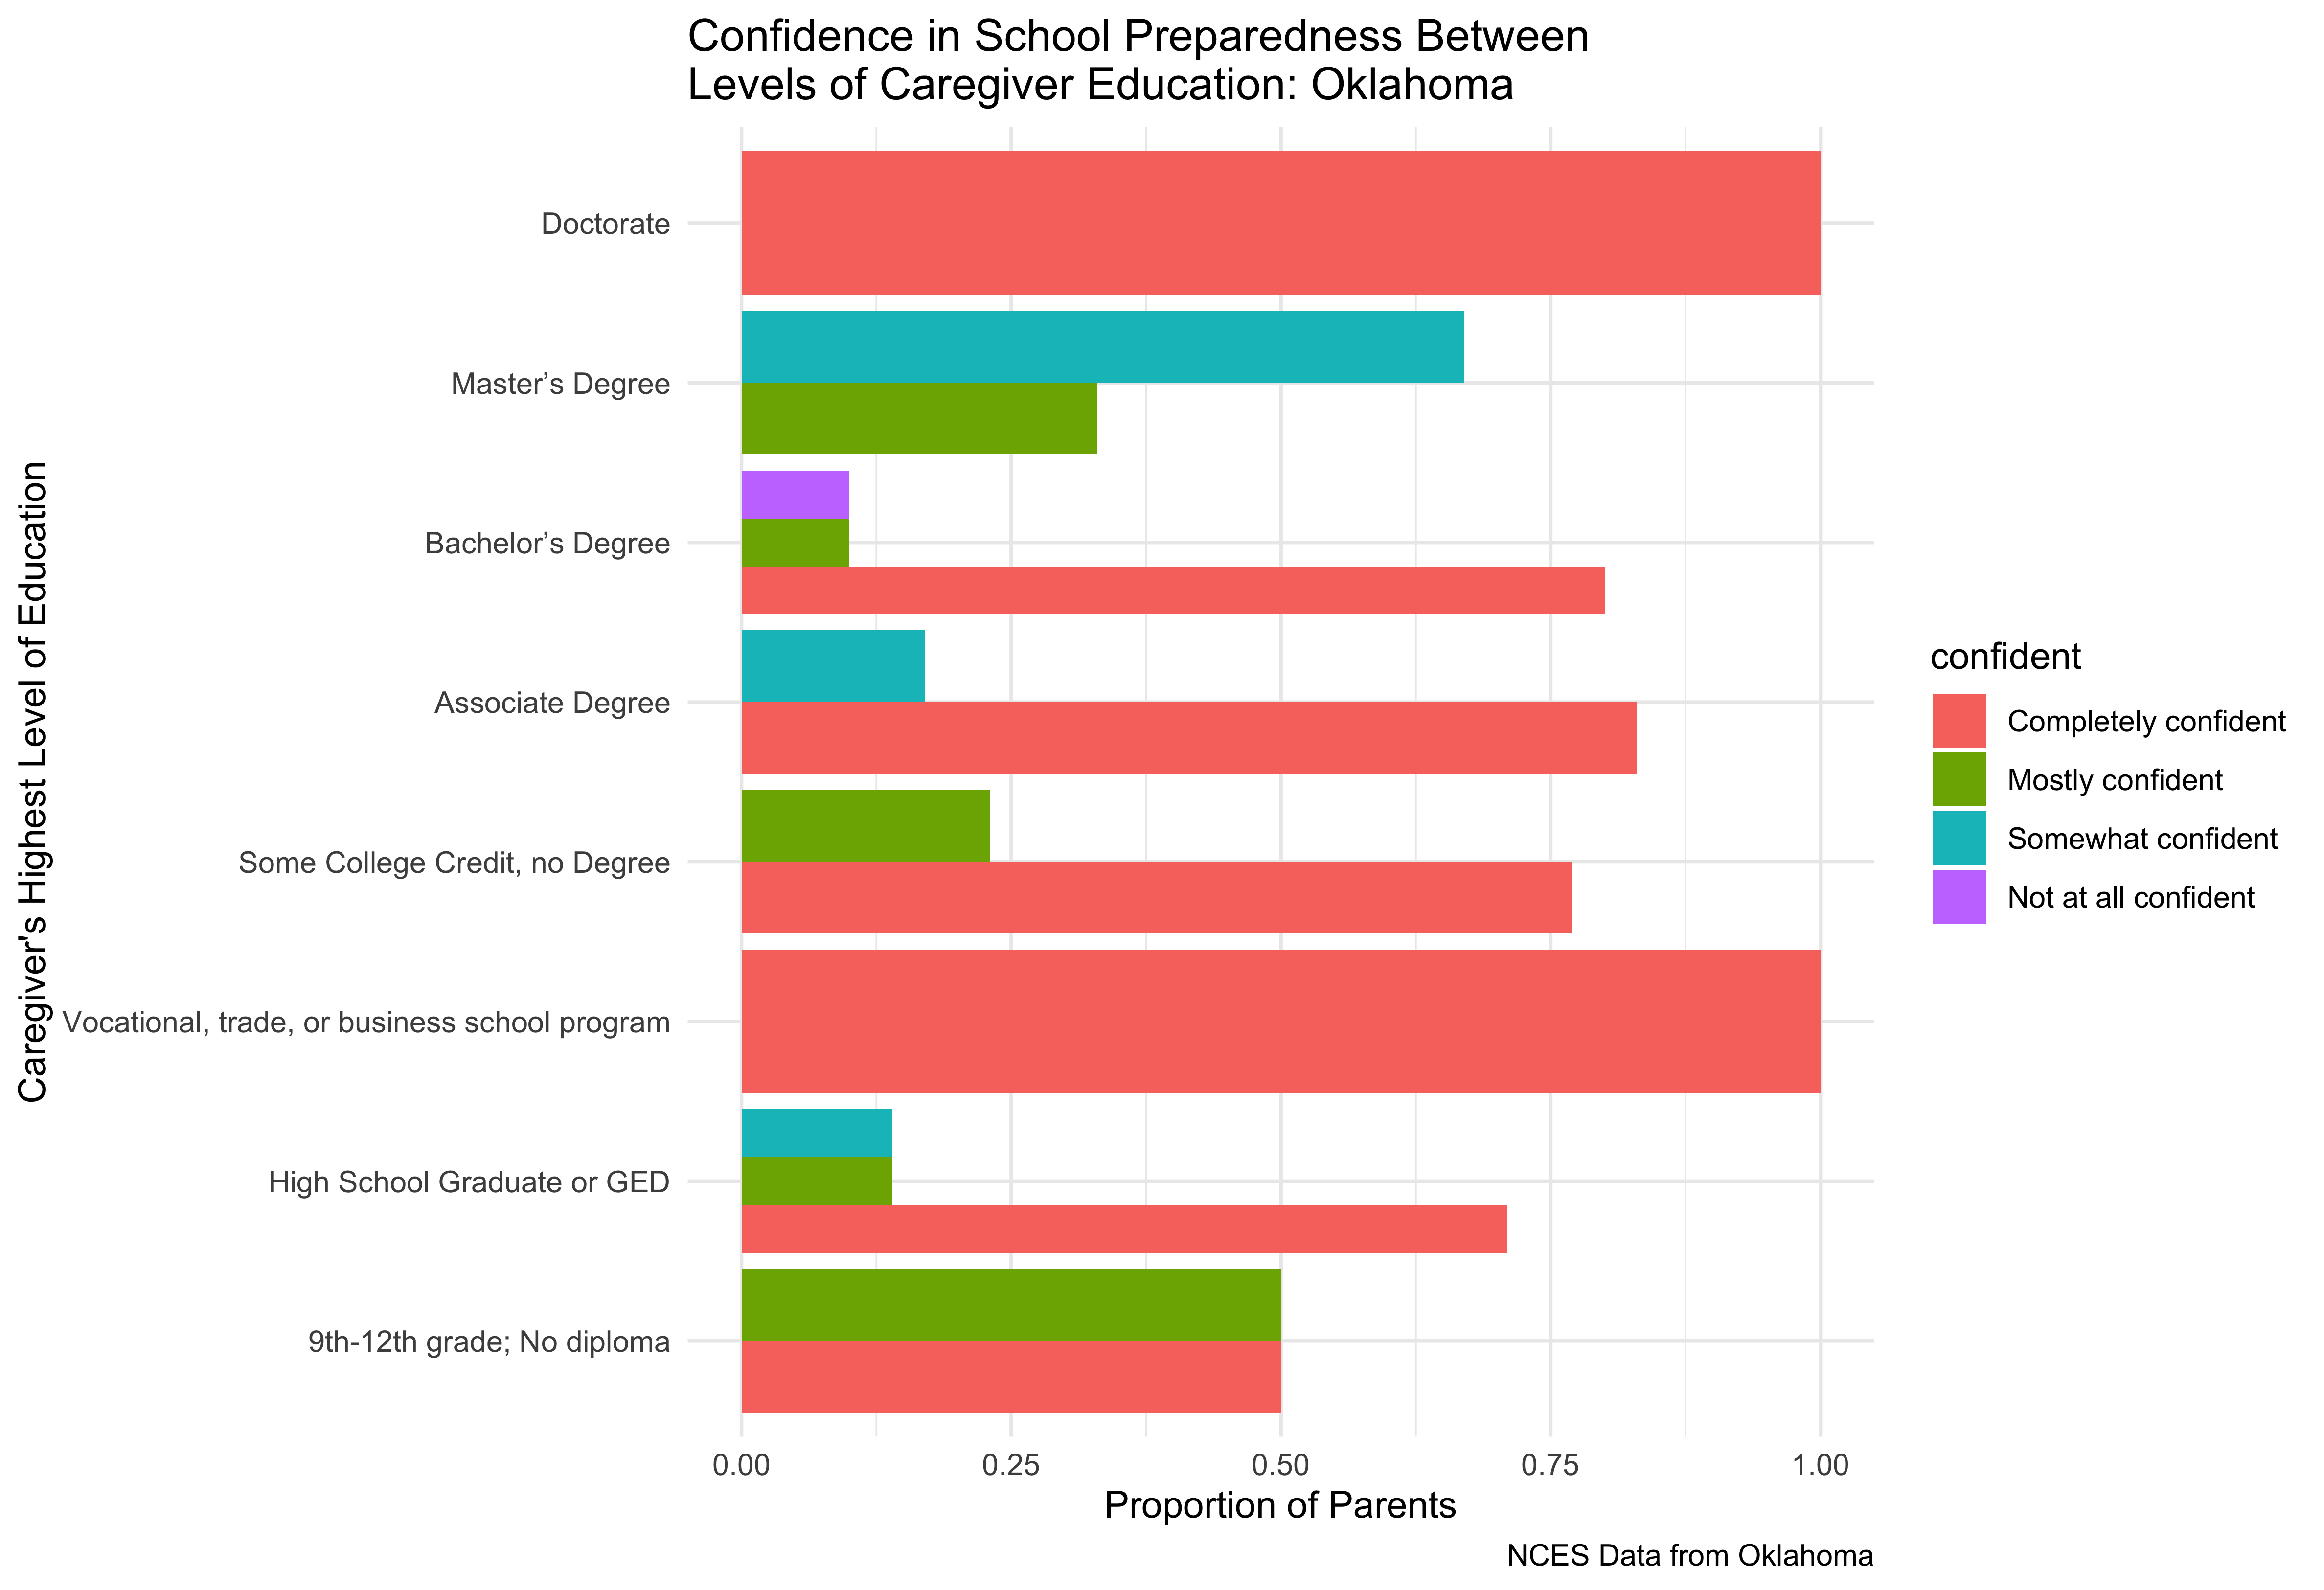 Confidence in School Preparedness Between
Levels of Caregiver Education: Oklahoma
Caregiver's Highest Level of Education
Doctorate
Master’s Degree
Bachelor’s Degree
Associate Degree
Some College Credit, no Degree
Vocational, trade, or business school program
High School Graduate or GED
9th-12th grade; No diploma
0.00 0.25 0.50 0.75 1.00
Proportion of Parents
confident
Completely confident
Mostly confident
Somewhat confident
Not at all confident
NCES Data from Oklahoma